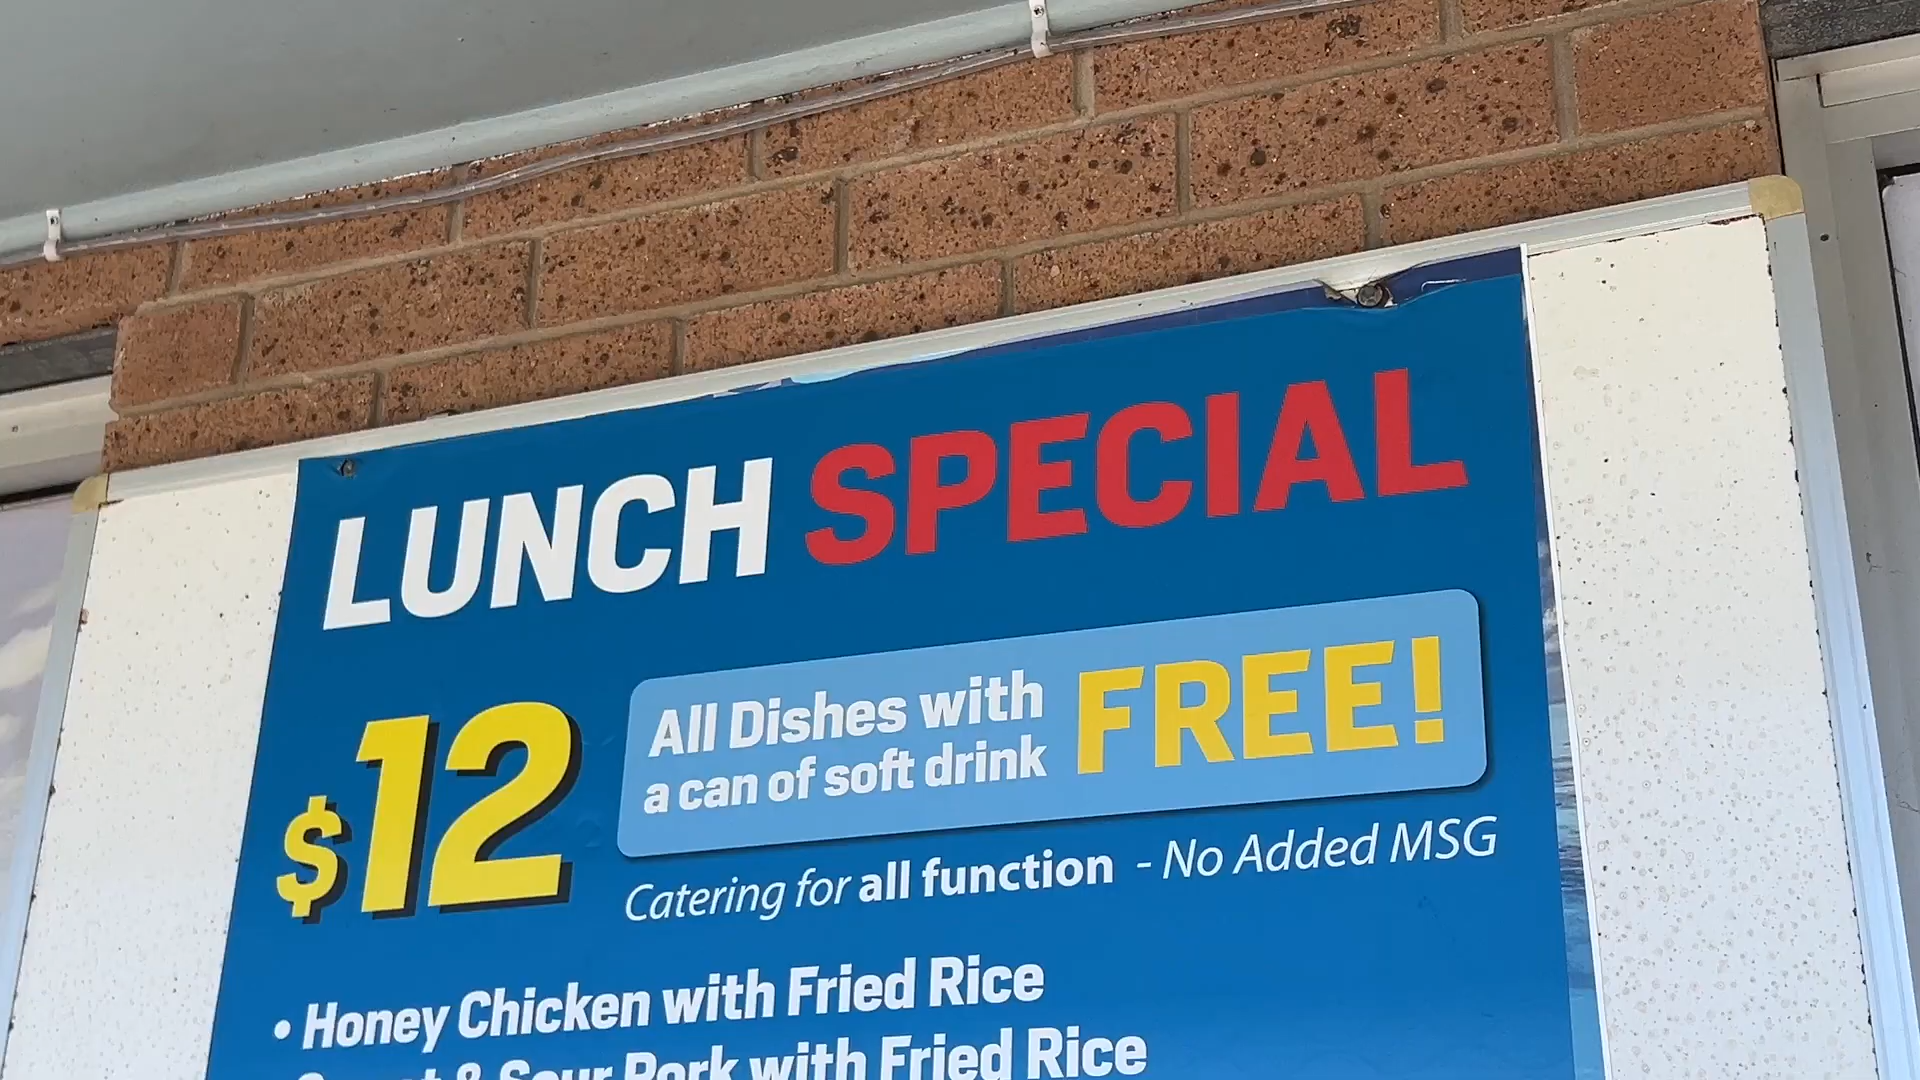 LUNCH SPECIAL
$12
All Dishes with
a can of soft drink
FREE!
Catering for all function - No Added MSG
• Honey Chicken with Fried Rice
& Sour Pork with Fried Rice